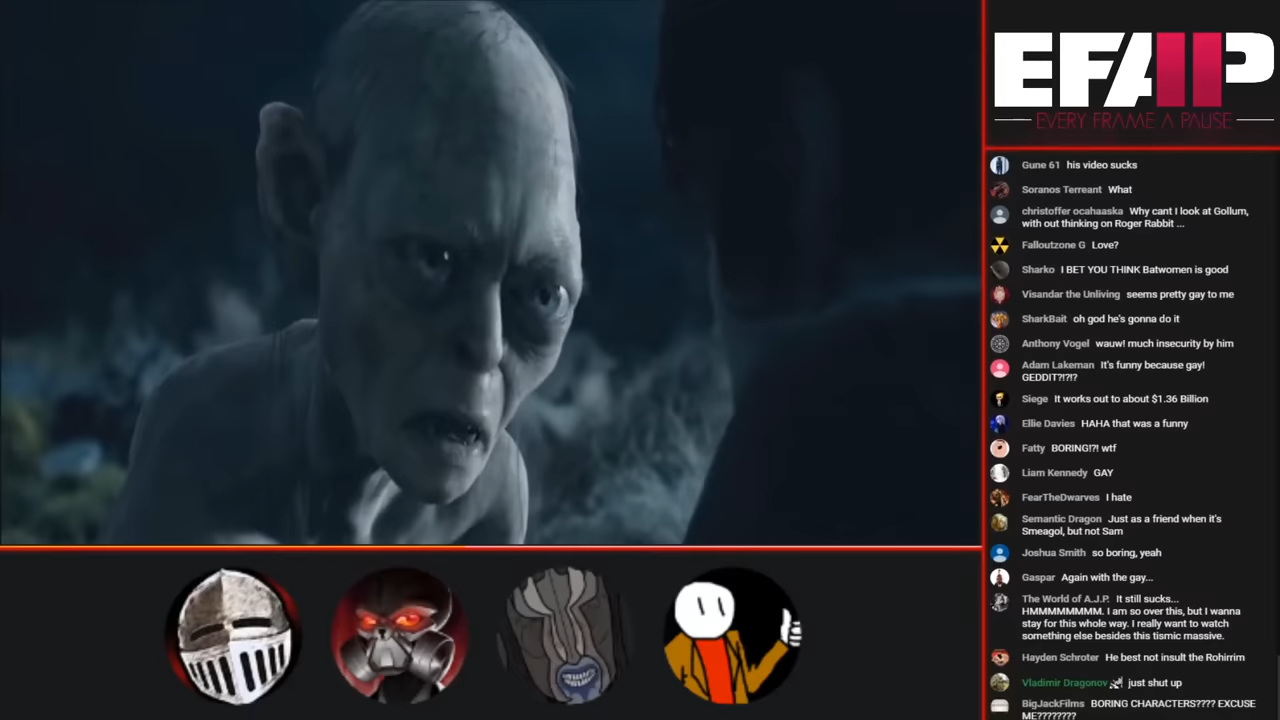 EFAP
EVERY FRAME A PAUSE
Gune 61 his video sucks
Soranos Terreant What
christoffer ocahaaska Why cant I look at Gollum,
with out thinking on Roger Rabbit ...
Falloutzone G Love?
Sharko I BET YOU THINK Batwomen is good
Visandar the Unliving seems pretty gay to me
SharkBait oh god he's gonna do it
Anthony Vogel wauw! much insecurity by him
Adam Lakeman It's funny because gay!
GEDDIT?!?!?
Siege It works out to about $1.36 Billion
Ellie Davies HAHA that was a funny
Fatty BORING!?! wtf
Liam Kennedy GAY
FearTheDwarves I hate
Semantic Dragon Just as a friend when it's
Smeagol, but not Sam
Joshua Smith so boring, yeah
Gaspar Again with the gay...
The World of A.J.P. It still sucks...
HMMMMMMMM. I am so over this, but I wanna
stay for this whole way. I really want to watch
something else besides this tismic massive.
Hayden Schroter He best not insult the Rohirrim
Vladimir Dragonov just shut up
BigJackFilms BORING CHARACTERS???? EXCUSE
ME????????